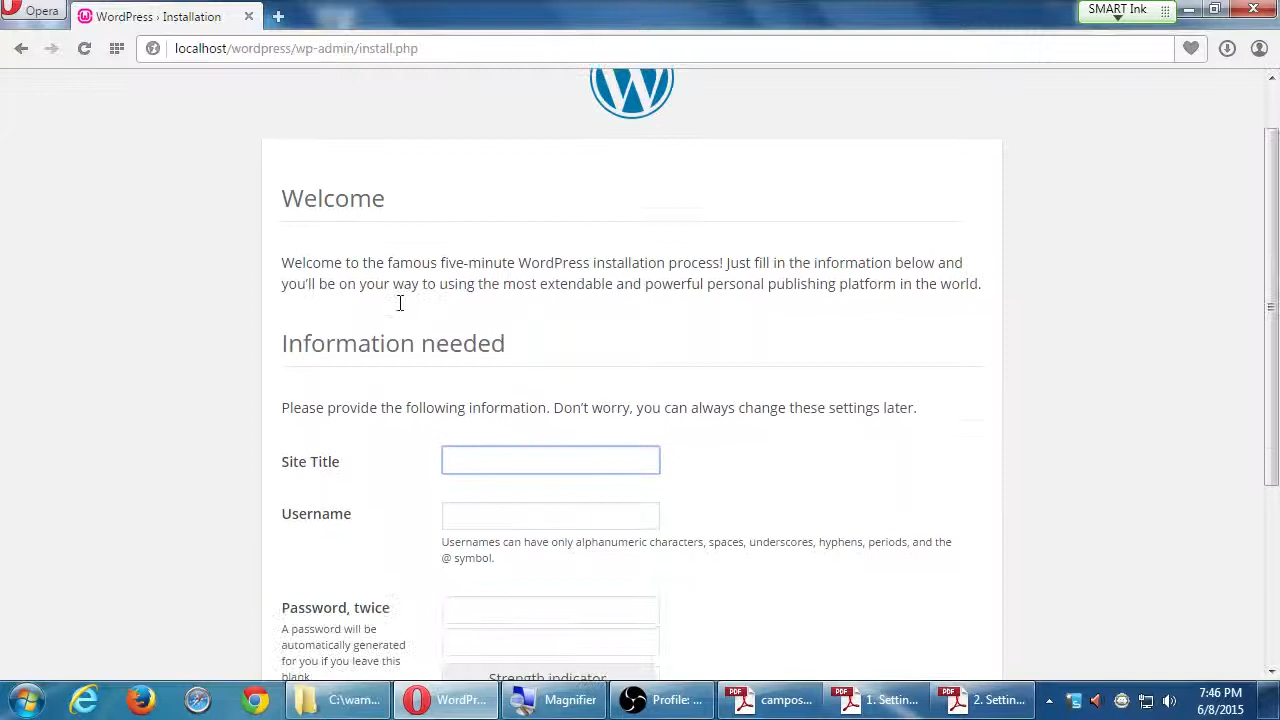 Opera
WordPress › Installation
SMART Ink
localhost/wordpress/wp-admin/install.php
Welcome
Welcome to the famous five-minute WordPress installation process! Just fill in the information below and
you'll be on your way to using the most extendable and powerful personal publishing platform in the world.
Information needed
Please provide the following information. Don't worry, you can always change these settings later.
Site Title
Username
Usernames can have only alphanumeric characters, spaces, underscores, hyphens, periods, and the
@ symbol.
Password, twice
A password will be
automatically generated
for you if you leave this
blank.
Strength indicator
C:\wam...
WordPr...
Magnifier
Profile: ...
campos...
1. Settin...
2. Settin...
7:46 PM
6/8/2015